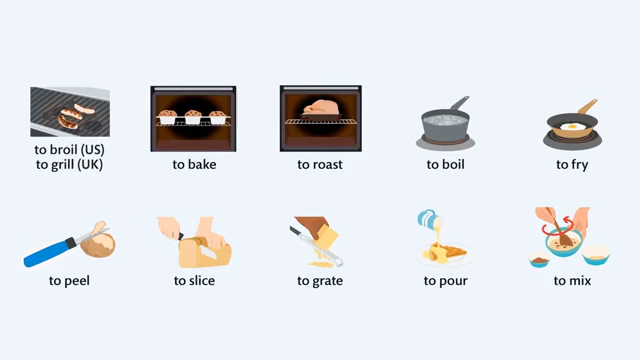 to broil (US)
to grill (UK)
to bake
to roast
to boil
to fry
to peel
to slice
to grate
to pour
to mix